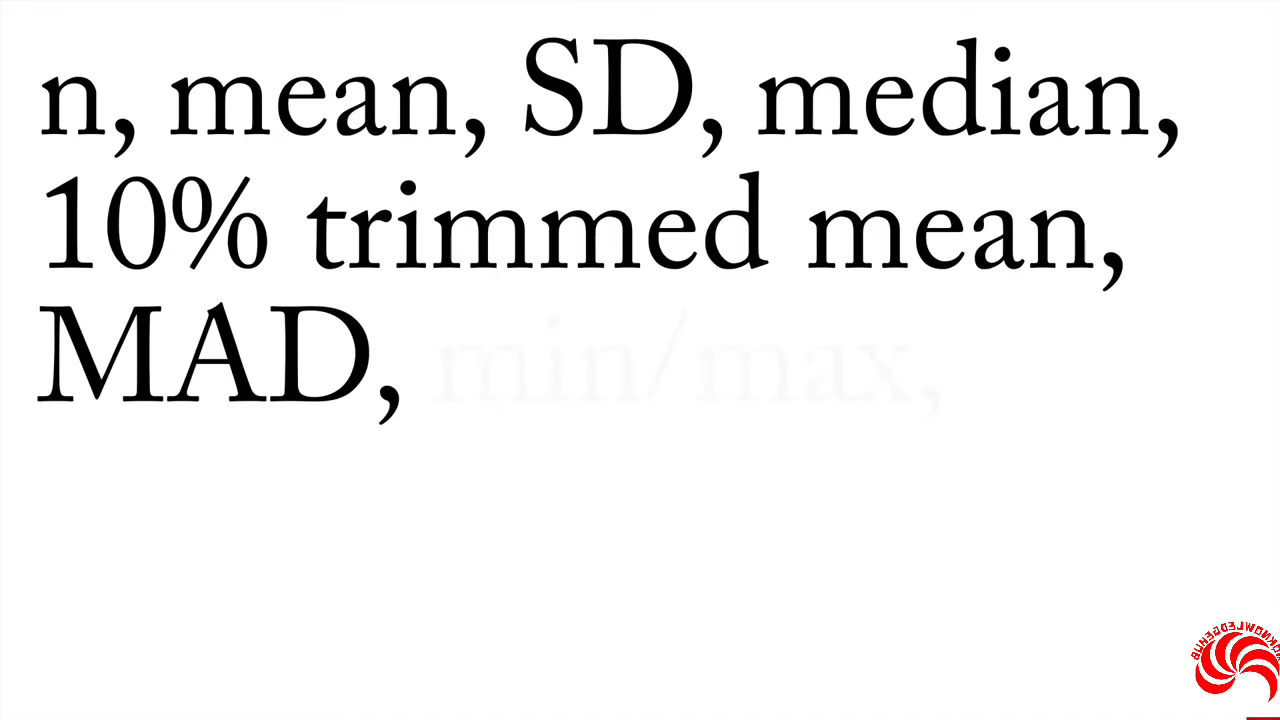 n, mean, SD, median,
10% trimmed mean,
MAD, min/max,